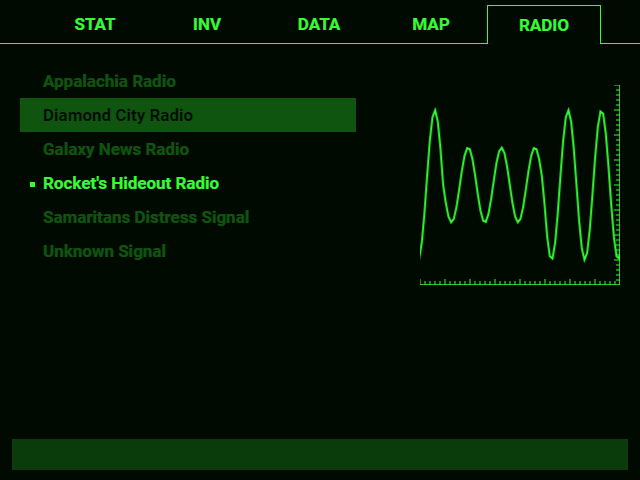 STAT INV DATA MAP RADIO
Appalachia Radio
Diamond City Radio
Galaxy News Radio
Rocket's Hideout Radio
Samaritans Distress Signal
Unknown Signal